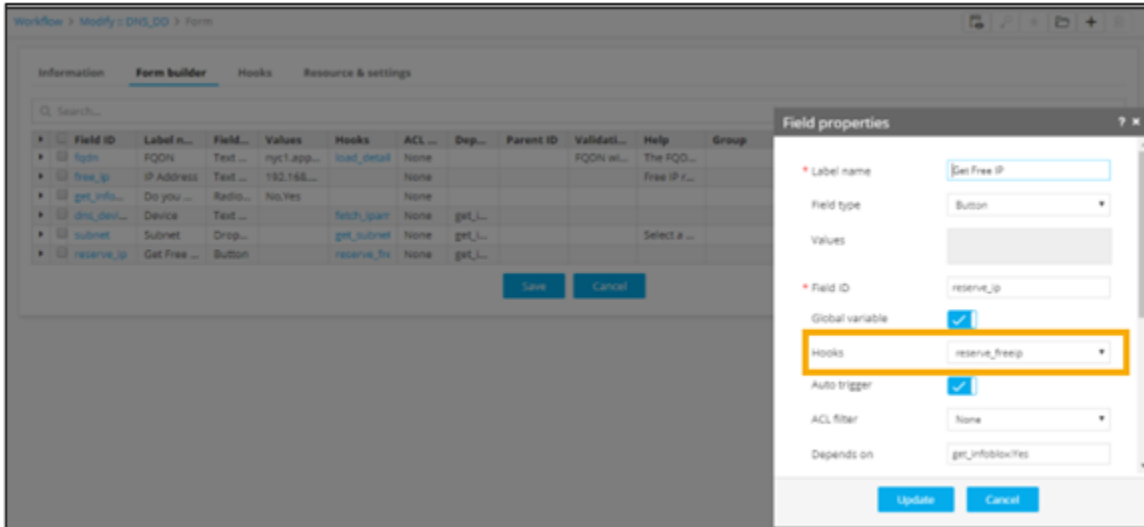 Workflow > Modify :: DNS_DD > Form
Information Form builder Hooks Resource & settings
Search...
Field ID Label n... Field... Values Hooks ACL ... Dep... Parent ID Validati... Help Group
fqdn FQDN Text ... nyc1.app... load_detail None FQDN wi... The FQD...
free_ip IP Address Text ... 192.168.... None Free IP r...
get_info... Do you ... Radio... No,Yes None
dns_devi... Device Text ... fetch_ipam None get_i...
subnet Subnet Drop... get_subnet None get_i... Select a ...
reserve_ip Get Free ... Button reserve_fre None get_i...
Save Cancel
Field properties ? ×
* Label name Get Free IP
Field type Button
Values
* Field ID reserve_ip
Global variable
Hooks reserve_freeip
Auto trigger
ACL filter None
Depends on get_infoblox:Yes
Update Cancel